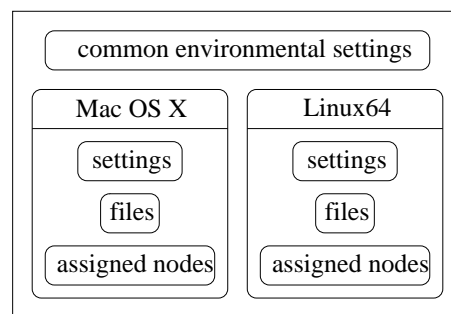 common environmental settings
Mac OS X
settings
files
assigned nodes
Linux64
settings
files
assigned nodes